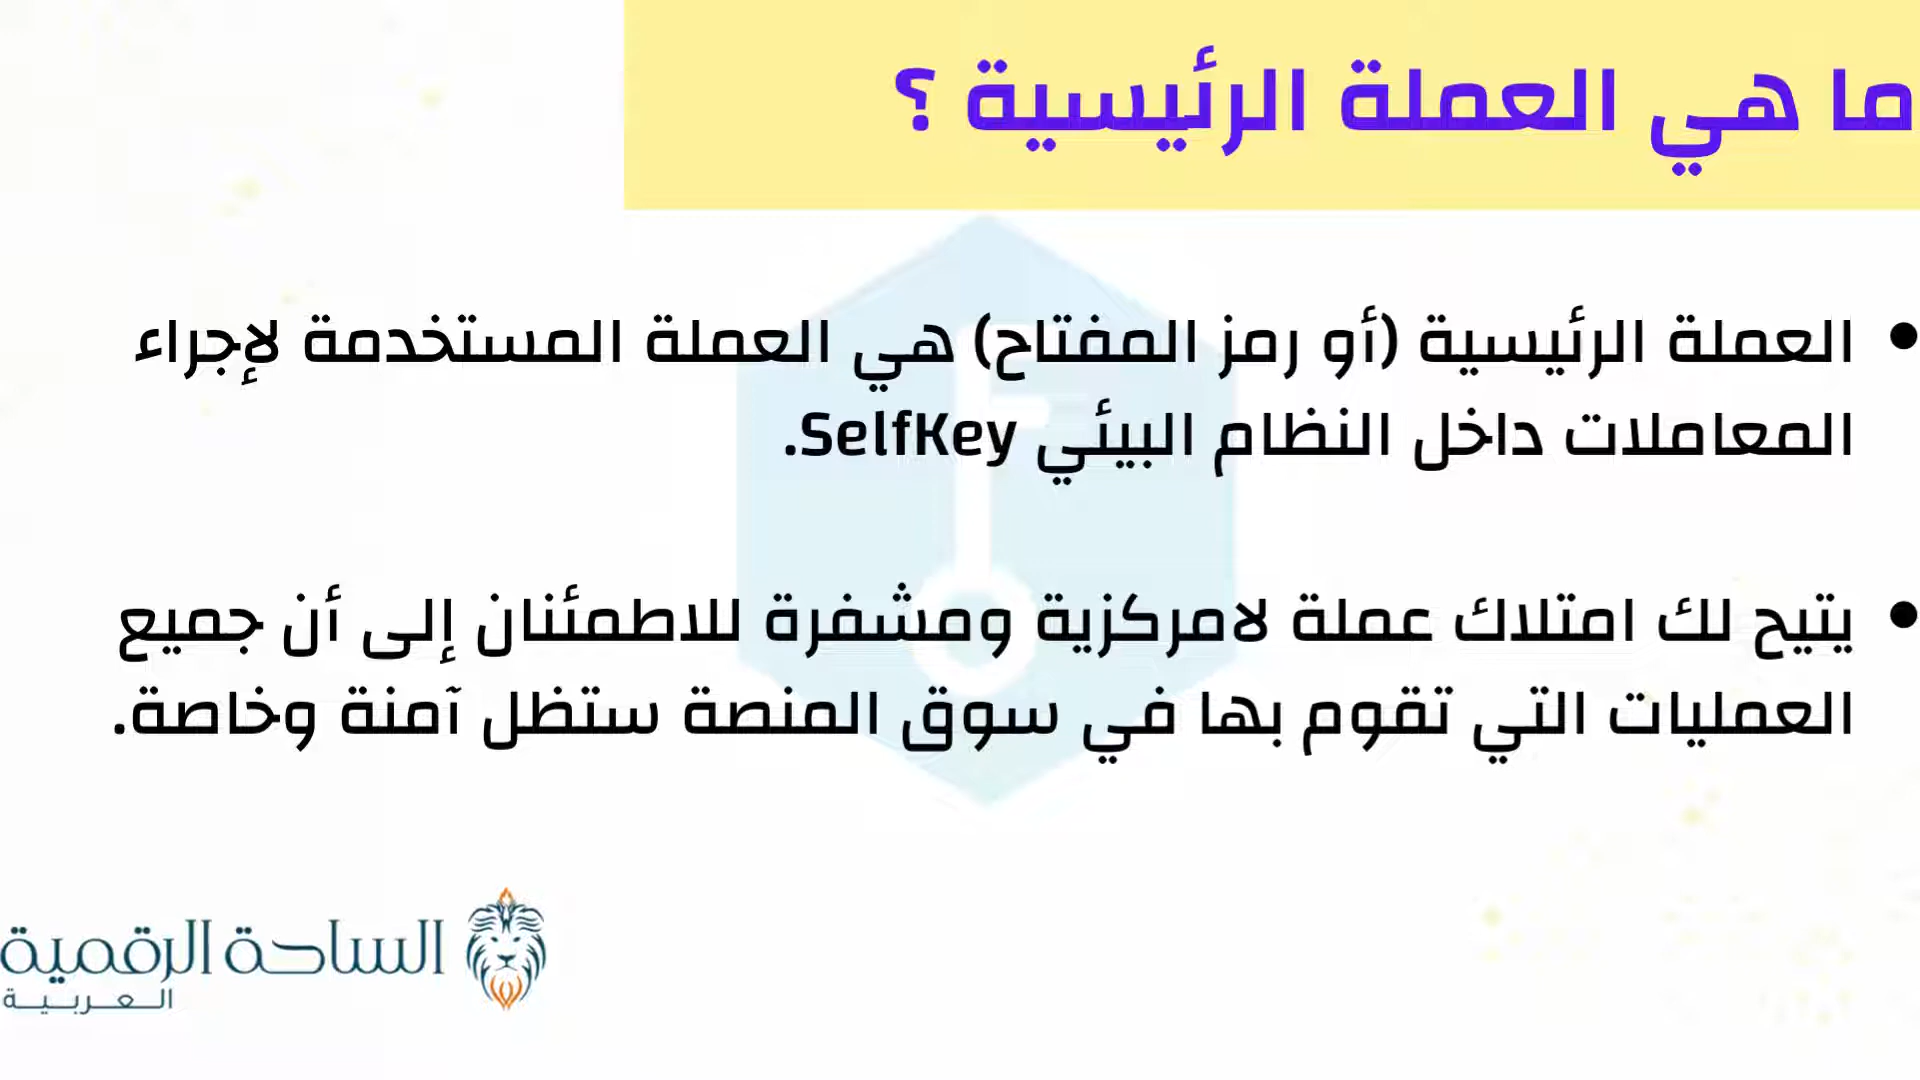 ما هي العملة الرئيسية ؟
• العملة الرئيسية (أو رمز المفتاح) هي العملة المستخدمة لإجراء
المعاملات داخل النظام البيئي SelfKey.
• يتيح لك امتلاك عملة لامركزية ومشفرة للاطمئنان إلى أن جميع
العمليات التي تقوم بها في سوق المنصة ستظل آمنة وخاصة.
الساحة الرقمية
العربية